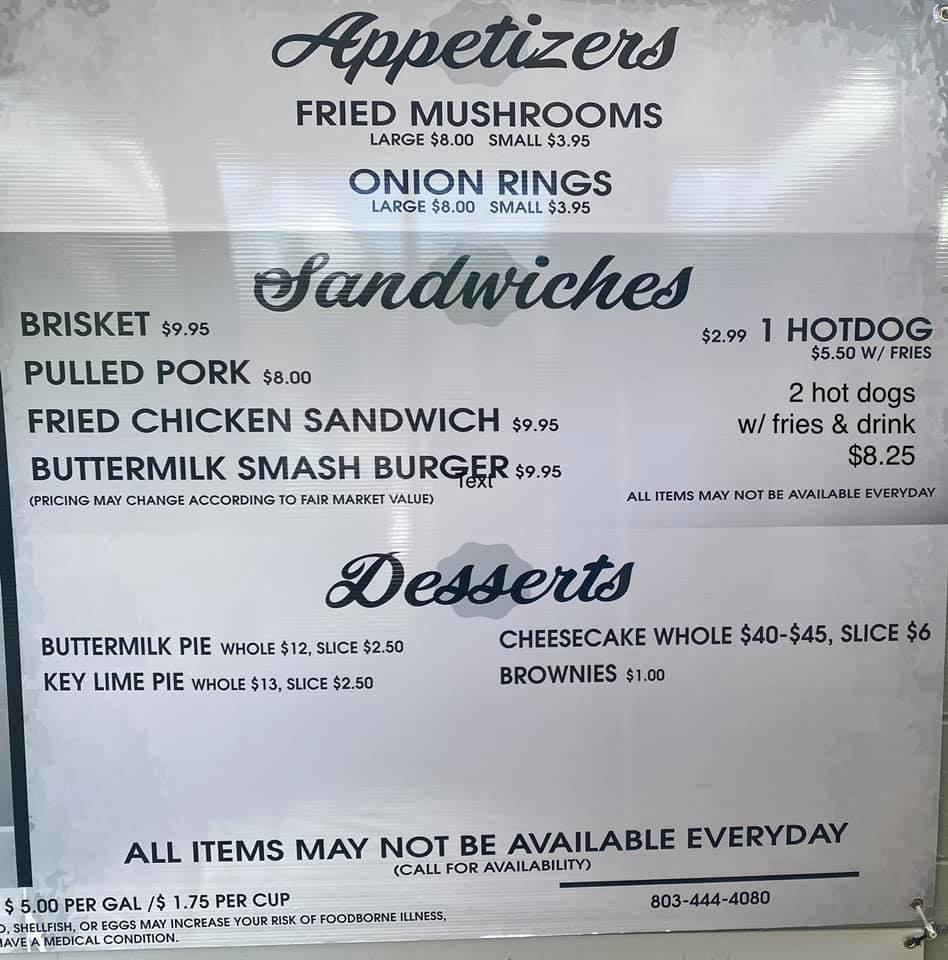 Appetizers
FRIED MUSHROOMS
LARGE $8.00 SMALL $3.95
ONION RINGS
LARGE $8.00 SMALL $3.95
Sandwiches
BRISKET $9.95
PULLED PORK $8.00
FRIED CHICKEN SANDWICH $9.95
BUTTERMILK SMASH BURGER $9.95
Text
(PRICING MAY CHANGE ACCORDING TO FAIR MARKET VALUE)
$2.99 1 HOTDOG
$5.50 W/ FRIES
2 hot dogs
w/ fries & drink
$8.25
ALL ITEMS MAY NOT BE AVAILABLE EVERYDAY
Desserts
BUTTERMILK PIE WHOLE $12, SLICE $2.50
KEY LIME PIE WHOLE $13, SLICE $2.50
CHEESECAKE WHOLE $40-$45, SLICE $6
BROWNIES $1.00
ALL ITEMS MAY NOT BE AVAILABLE EVERYDAY
(CALL FOR AVAILABILITY)
$ 5.00 PER GAL /$ 1.75 PER CUP
803-444-4080
SHELLFISH, OR EGGS MAY INCREASE YOUR RISK OF FOODBORNE ILLNESS,
HAVE A MEDICAL CONDITION.